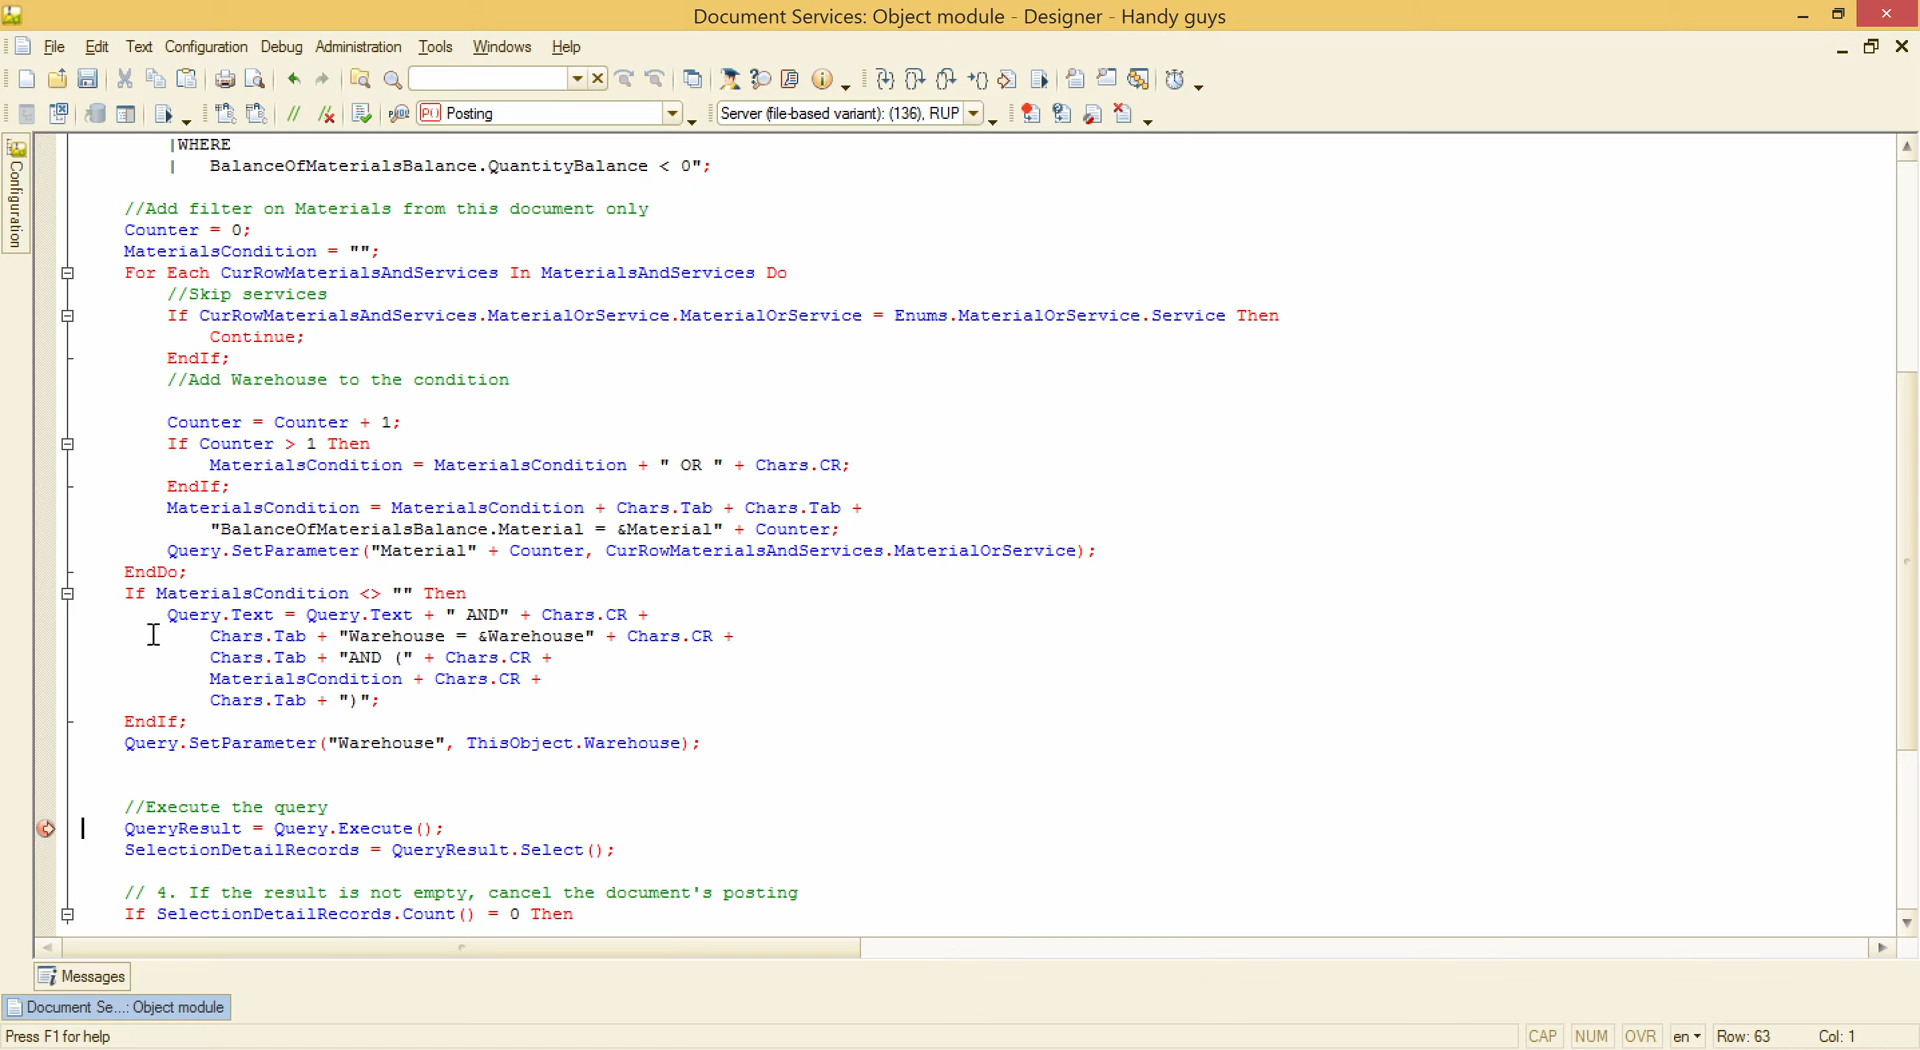 Document Services: Object module - Designer - Handy guys
File Edit Text Configuration Debug Administration Tools Windows Help
Posting Server (file-based variant): (136), RUP
Configuration
|WHERE
| BalanceOfMaterialsBalance.QuantityBalance < 0";
//Add filter on Materials from this document only
Counter = 0;
MaterialsCondition = "";
For Each CurRowMaterialsAndServices In MaterialsAndServices Do
//Skip services
If CurRowMaterialsAndServices.MaterialOrService.MaterialOrService = Enums.MaterialOrService.Service Then
Continue;
EndIf;
//Add Warehouse to the condition
Counter = Counter + 1;
If Counter > 1 Then
MaterialsCondition = MaterialsCondition + " OR " + Chars.CR;
EndIf;
MaterialsCondition = MaterialsCondition + Chars.Tab + Chars.Tab +
"BalanceOfMaterialsBalance.Material = &Material" + Counter;
Query.SetParameter("Material" + Counter, CurRowMaterialsAndServices.MaterialOrService);
EndDo;
If MaterialsCondition <> "" Then
Query.Text = Query.Text + " AND" + Chars.CR +
Chars.Tab + "Warehouse = &Warehouse" + Chars.CR +
Chars.Tab + "AND (" + Chars.CR +
MaterialsCondition + Chars.CR +
Chars.Tab + ")";
EndIf;
Query.SetParameter("Warehouse", ThisObject.Warehouse);
//Execute the query
QueryResult = Query.Execute();
SelectionDetailRecords = QueryResult.Select();
// 4. If the result is not empty, cancel the document's posting
If SelectionDetailRecords.Count() = 0 Then
Messages
Document Se...: Object module
Press F1 for help CAP NUM OVR en Row: 63 Col: 1